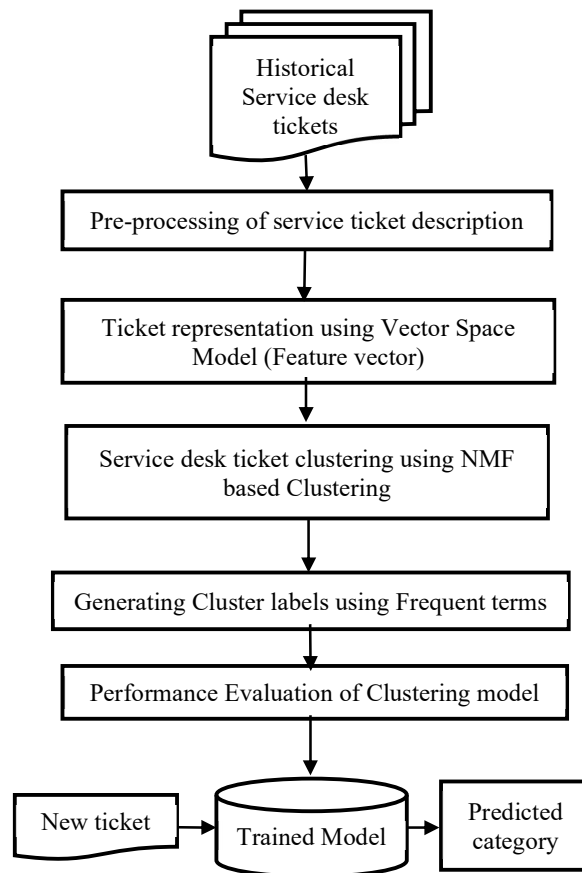 Historical
Service desk
tickets
Pre-processing of service ticket description
Ticket representation using Vector Space
Model (Feature vector)
Service desk ticket clustering using NMF
based Clustering
Generating Cluster labels using Frequent terms
Performance Evaluation of Clustering model
New ticket
Trained Model
Predicted
category